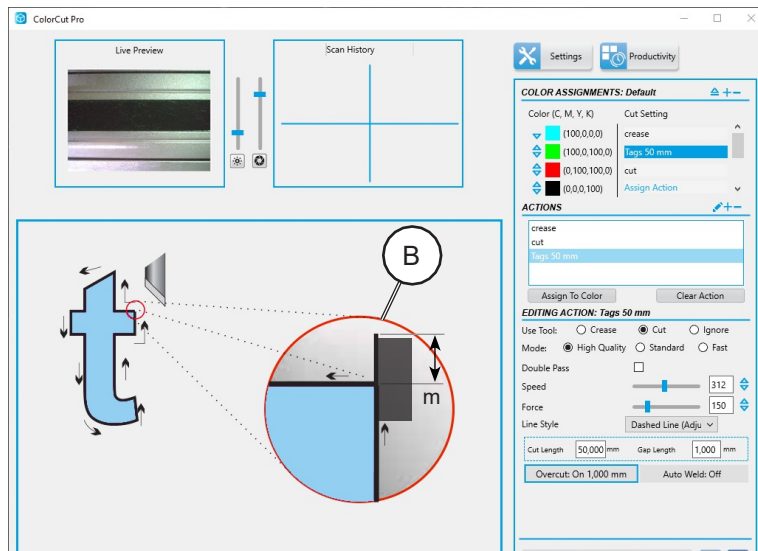 ColorCut Pro
Live Preview
Scan History
Settings
Productivity
COLOR ASSIGNMENTS: Default
Color (C, M, Y, K) Cut Setting
(100,0,0,0) crease
(100,0,100,0) Tags 50 mm
(0,100,100,0) cut
(0,0,0,100) Assign Action
ACTIONS
crease
cut
Tags 50 mm
Assign To Color Clear Action
EDITING ACTION: Tags 50 mm
Use Tool: Crease Cut Ignore
Mode: High Quality Standard Fast
Double Pass
Speed 312
Force 150
Line Style Dashed Line (Adju
Cut Length 50,000 mm Gap Length 1,000 mm
Overcut: On 1,000 mm Auto Weld: Off
B
m
t